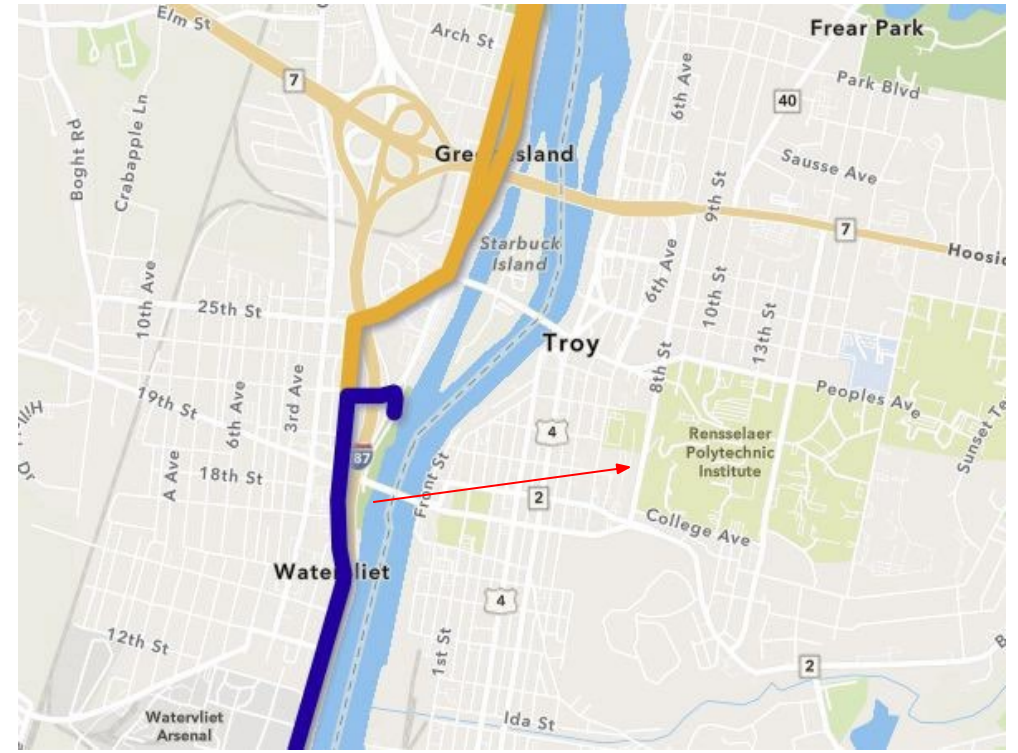 Elm St
Arch St
Frear Park
7
6th Ave
Park Blvd
40
Boght Rd
Crabapple Ln
Sausse Ave
9th St
7
Hoosic
Starbuck
Island
6th Ave
10th Ave
25th St
10th St
13th St
Troy
8th St
3rd Ave
6th Ave
19th St
Peoples Ave
4
Rensselaer
Polytechnic
Institute
Sunset Te
87
A Ave
18th St
Front St
2
College Ave
4
12th St
1st St
2
Watervliet
Arsenal
Ida St
Dr